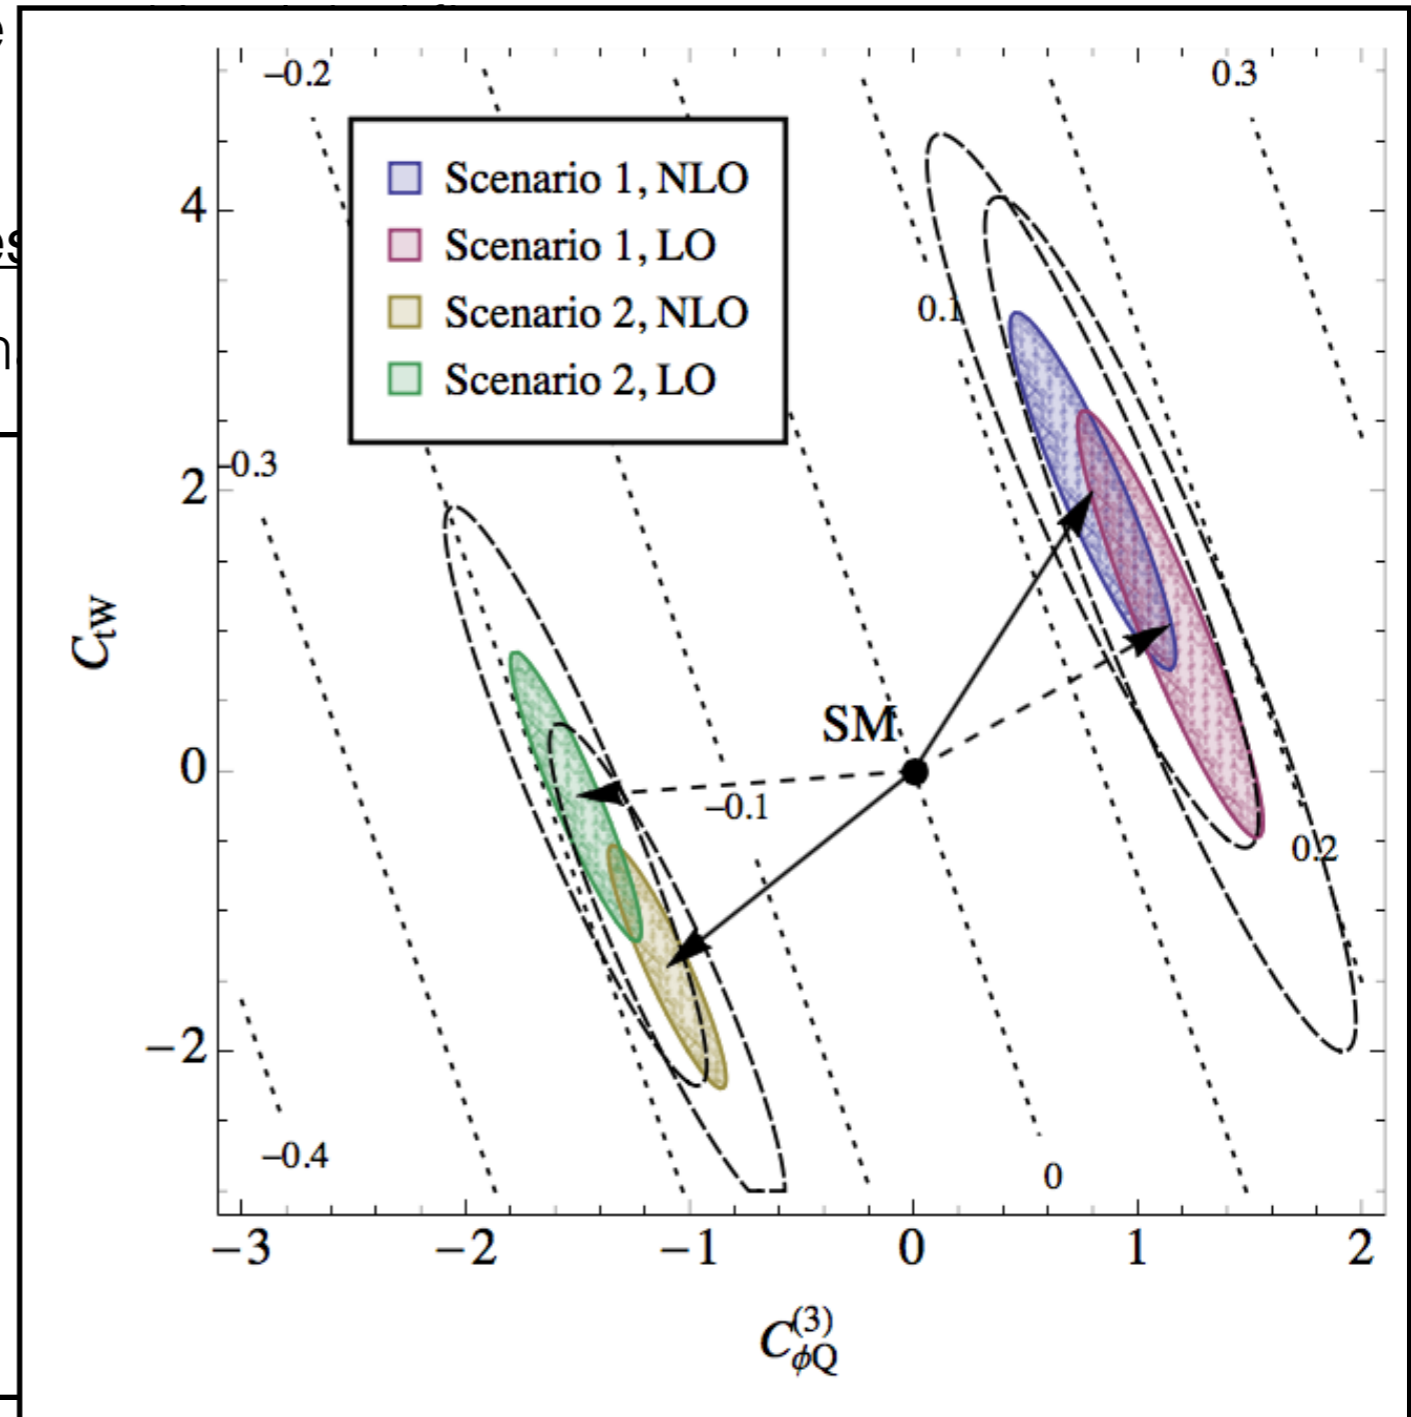 −0.2
0.3
Scenario 1, NLO
Scenario 1, LO
Scenario 2, NLO
Scenario 2, LO
4
0.1
−0.3
2
C_tW
SM
0
−0.1
0.2
−2
−0.4
0
−3 −2 −1 0 1 2
C_ϕQ^(3)